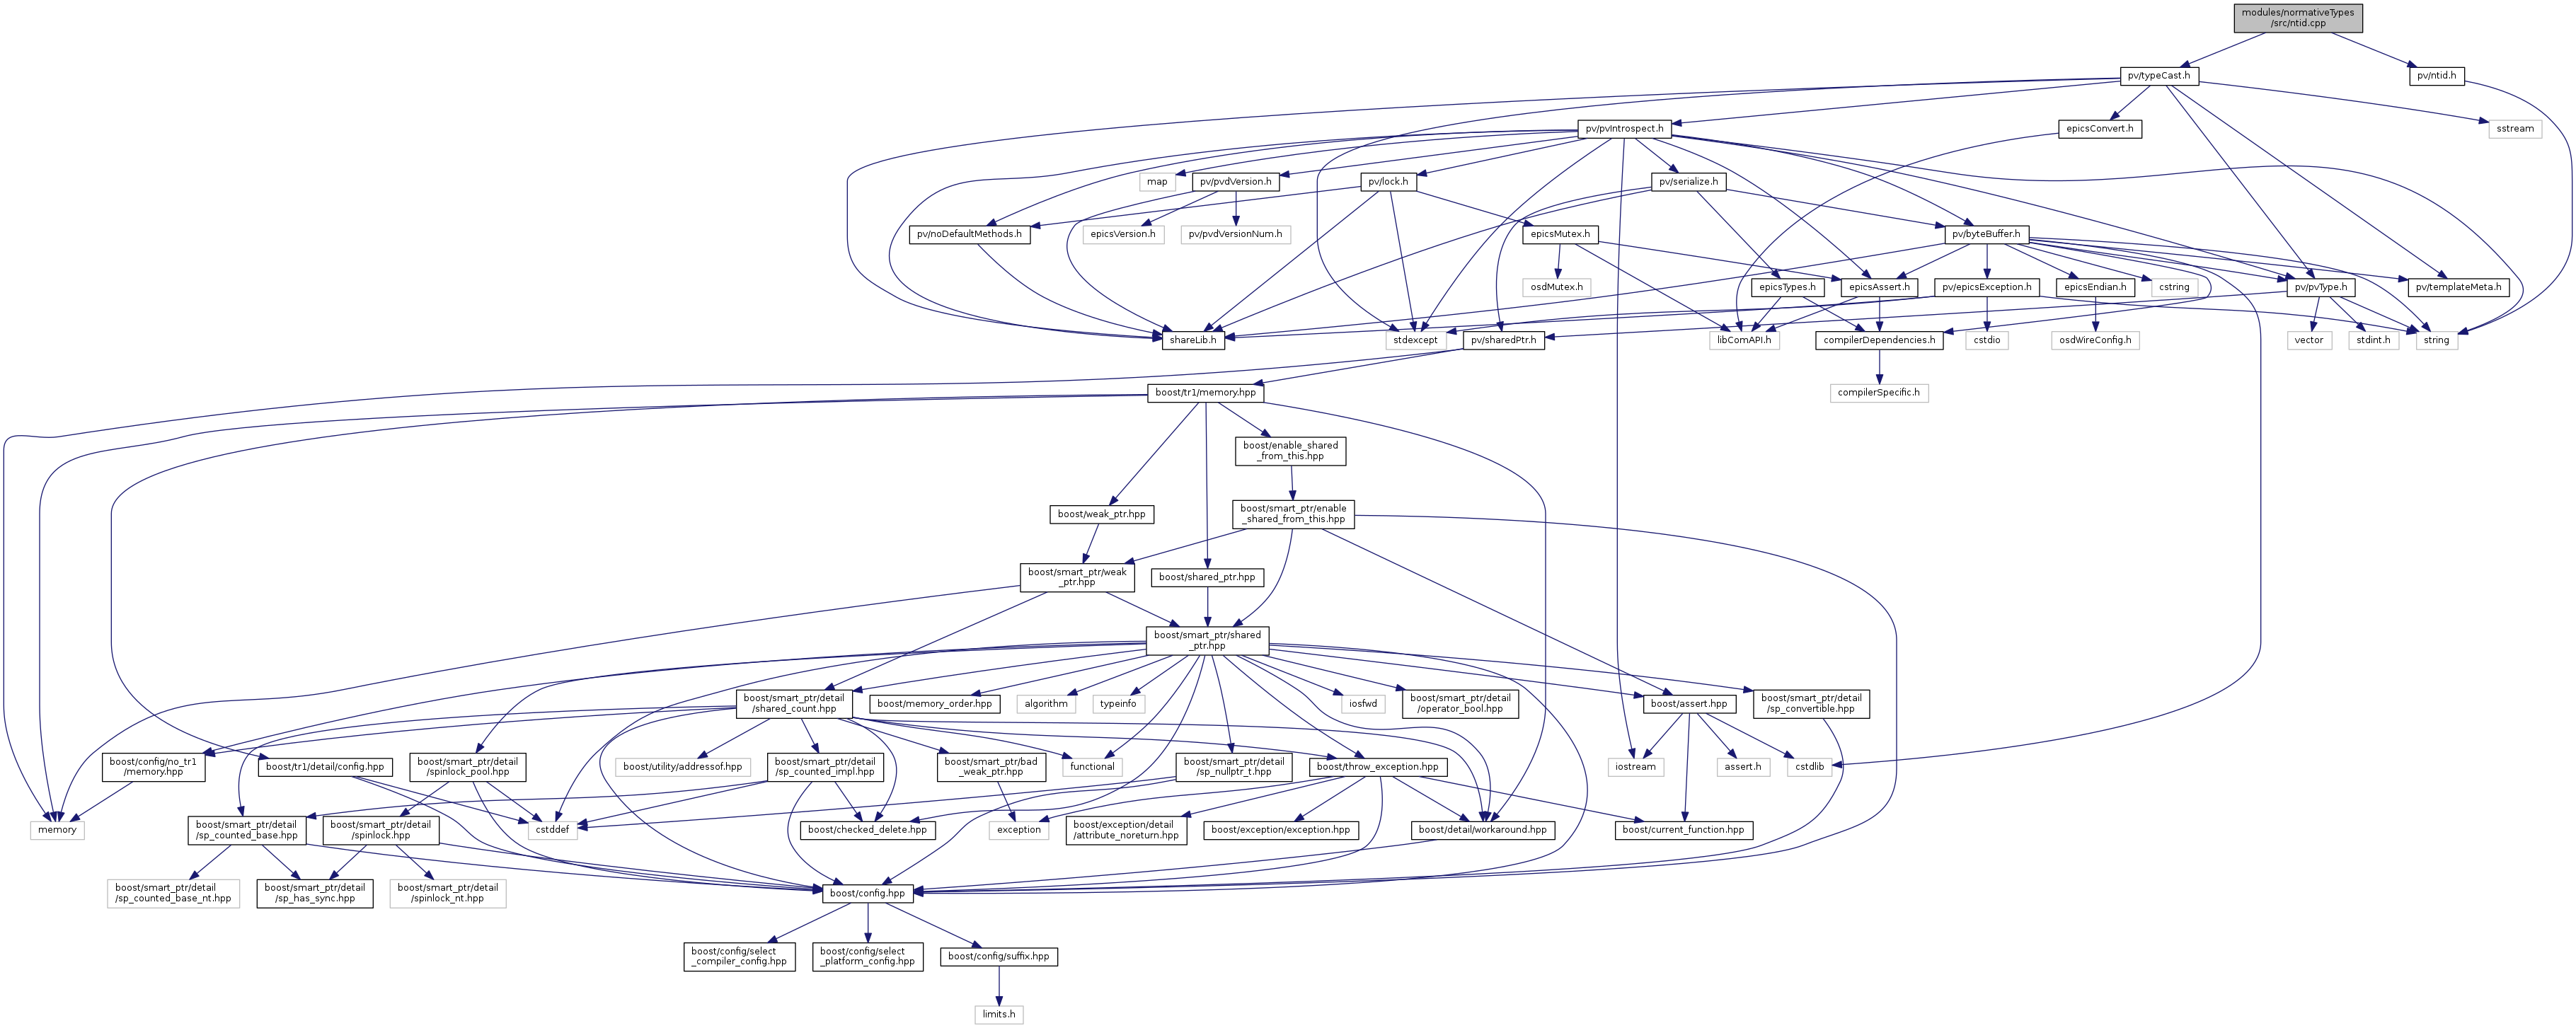 modules/normativeTypes
/src/ntid.cpp
pv/typeCast.h
pv/ntid.h
pv/pvIntrospect.h
epicsConvert.h
sstream
map
pv/pvdVersion.h
pv/lock.h
pv/serialize.h
pv/noDefaultMethods.h
epicsVersion.h
pv/pvdVersionNum.h
epicsMutex.h
pv/byteBuffer.h
osdMutex.h
epicsTypes.h
epicsAssert.h
pv/epicsException.h
epicsEndian.h
cstring
pv/pvType.h
pv/templateMeta.h
shareLib.h
stdexcept
pv/sharedPtr.h
libComAPI.h
compilerDependencies.h
cstdio
osdWireConfig.h
vector
stdint.h
string
boost/tr1/memory.hpp
compilerSpecific.h
boost/enable_shared
_from_this.hpp
boost/weak_ptr.hpp
boost/smart_ptr/enable
_shared_from_this.hpp
boost/smart_ptr/weak
_ptr.hpp
boost/shared_ptr.hpp
boost/smart_ptr/shared
_ptr.hpp
boost/smart_ptr/detail
/shared_count.hpp
boost/memory_order.hpp
algorithm
typeinfo
iosfwd
boost/smart_ptr/detail
/operator_bool.hpp
boost/assert.hpp
boost/smart_ptr/detail
/sp_convertible.hpp
boost/config/no_tr1
/memory.hpp
boost/tr1/detail/config.hpp
boost/smart_ptr/detail
/spinlock_pool.hpp
boost/utility/addressof.hpp
boost/smart_ptr/detail
/sp_counted_impl.hpp
boost/smart_ptr/bad
_weak_ptr.hpp
functional
boost/smart_ptr/detail
/sp_nullptr_t.hpp
boost/throw_exception.hpp
iostream
assert.h
cstdlib
memory
boost/smart_ptr/detail
/sp_counted_base.hpp
boost/smart_ptr/detail
/spinlock.hpp
cstddef
boost/checked_delete.hpp
exception
boost/exception/detail
/attribute_noreturn.hpp
boost/exception/exception.hpp
boost/detail/workaround.hpp
boost/current_function.hpp
boost/smart_ptr/detail
/sp_counted_base_nt.hpp
boost/smart_ptr/detail
/sp_has_sync.hpp
boost/smart_ptr/detail
/spinlock_nt.hpp
boost/config.hpp
boost/config/select
_compiler_config.hpp
boost/config/select
_platform_config.hpp
boost/config/suffix.hpp
limits.h